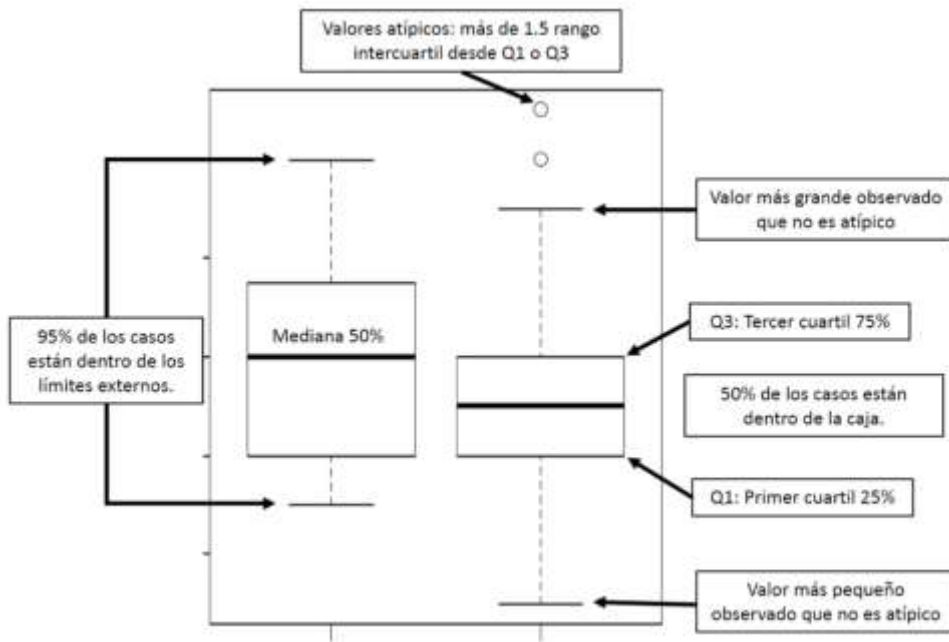 Valores atípicos: más de 1.5 rango
intercuartil desde Q1 o Q3
Valor más grande observado
que no es atípico
95% de los casos
están dentro de los
límites externos.
Mediana 50%
Q3: Tercer cuartil 75%
50% de los casos están
dentro de la caja.
Q1: Primer cuartil 25%
Valor más pequeño
observado que no es atípico